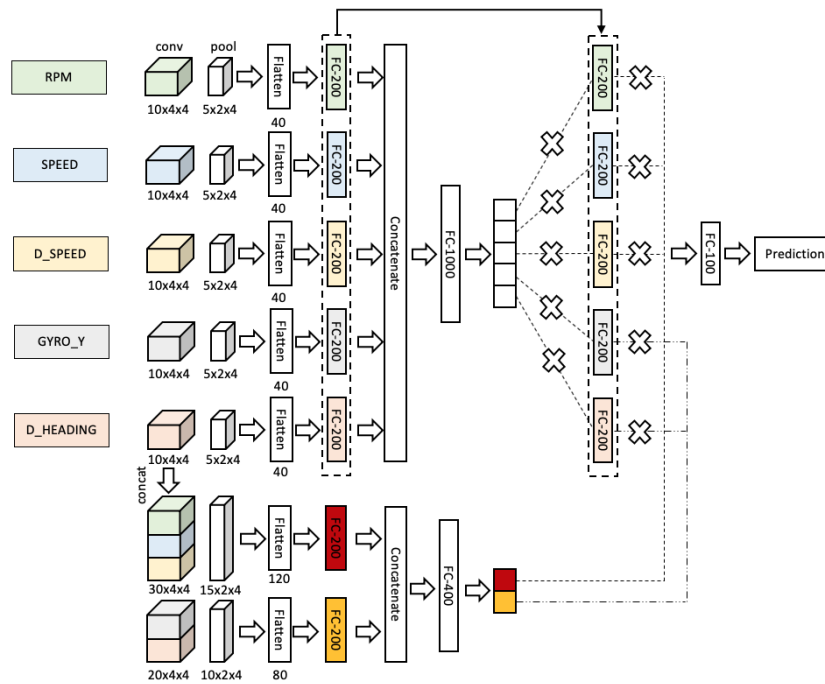 conv pool
RPM
10x4x4 5x2x4
Flatten
40
FC-200
FC-200
SPEED
10x4x4 5x2x4
Flatten
40
FC-200
FC-200
D_SPEED
10x4x4 5x2x4
Flatten
40
FC-200
Concatenate
FC-1000
FC-200
FC-100
Prediction
GYRO_Y
10x4x4 5x2x4
Flatten
40
FC-200
FC-200
D_HEADING
10x4x4 5x2x4
Flatten
40
FC-200
FC-200
concat
30x4x4 15x2x4
Flatten
120
FC-200
Concatenate
FC-400
20x4x4 10x2x4
Flatten
80
FC-200